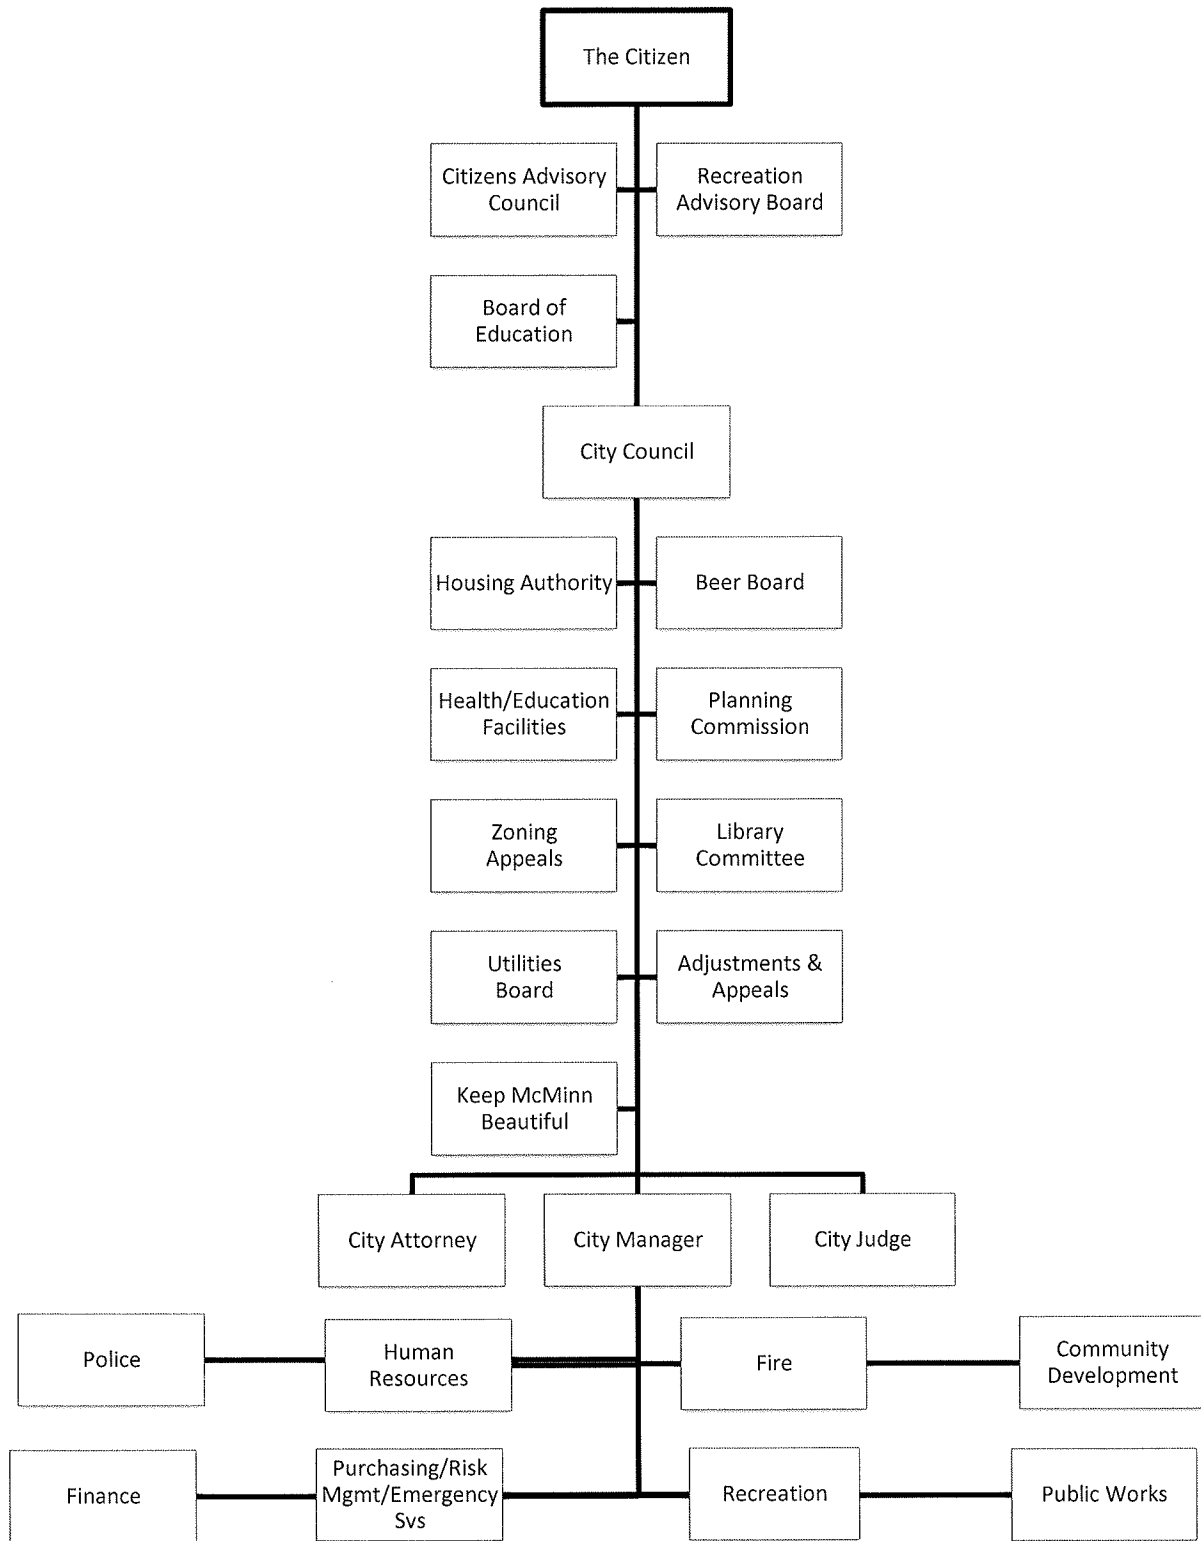 The Citizen
Citizens Advisory
Council
Recreation
Advisory Board
Board of
Education
City Council
Housing Authority
Beer Board
Health/Education
Facilities
Planning
Commission
Zoning
Appeals
Library
Committee
Utilities
Board
Adjustments &
Appeals
Keep McMinn
Beautiful
City Attorney
City Manager
City Judge
Police
Human
Resources
Fire
Community
Development
Finance
Purchasing/Risk
Mgmt/Emergency
Svs
Recreation
Public Works